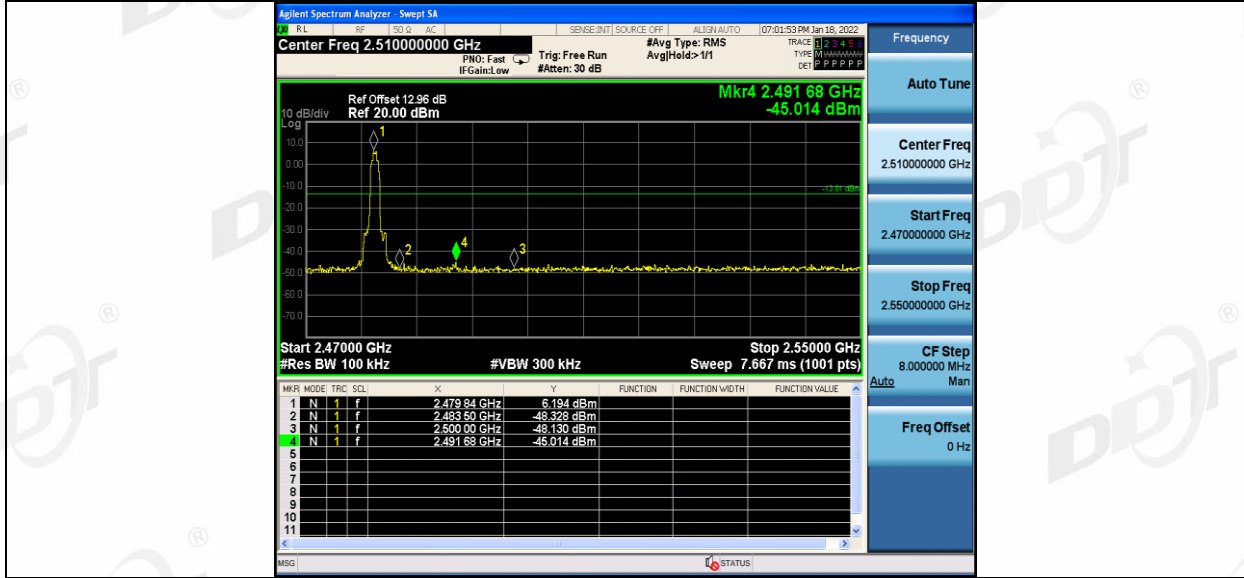 Agilent Spectrum Analyzer - Swept SA
RL RF 50 Ω AC SENSE:INT SOURCE OFF ALIGN AUTO 07:01:53 PM Jan 18, 2022
Center Freq 2.510000000 GHz #Avg Type: RMS TRACE 1 2 3 4 5 6
PNO: Fast Trig: Free Run Avg|Hold:>1/1 TYPE M
IFGain:Low #Atten: 30 dB DET P P P P P P
Frequency
Auto Tune
Center Freq
2.510000000 GHz
Start Freq
2.470000000 GHz
Stop Freq
2.550000000 GHz
CF Step
8.000000 MHz
Auto Man
Freq Offset
0 Hz
Mkr4 2.491 68 GHz
-45.014 dBm
Ref Offset 12.96 dB
10 dB/div Ref 20.00 dBm
Log
10.0
0.00
-10.0
-20.0
-30.0
-40.0
-50.0
-60.0
-70.0
1
2
4
3
-13.81 dBm
Start 2.47000 GHz Stop 2.55000 GHz
#Res BW 100 kHz #VBW 300 kHz Sweep 7.667 ms (1001 pts)
MKR MODE TRC SCL X Y FUNCTION FUNCTION WIDTH FUNCTION VALUE
1 N 1 f 2.479 84 GHz 6.194 dBm
2 N 1 f 2.483 50 GHz -48.328 dBm
3 N 1 f 2.500 00 GHz -48.130 dBm
4 N 1 f 2.491 68 GHz -45.014 dBm
5
6
7
8
9
10
11
MSG STATUS